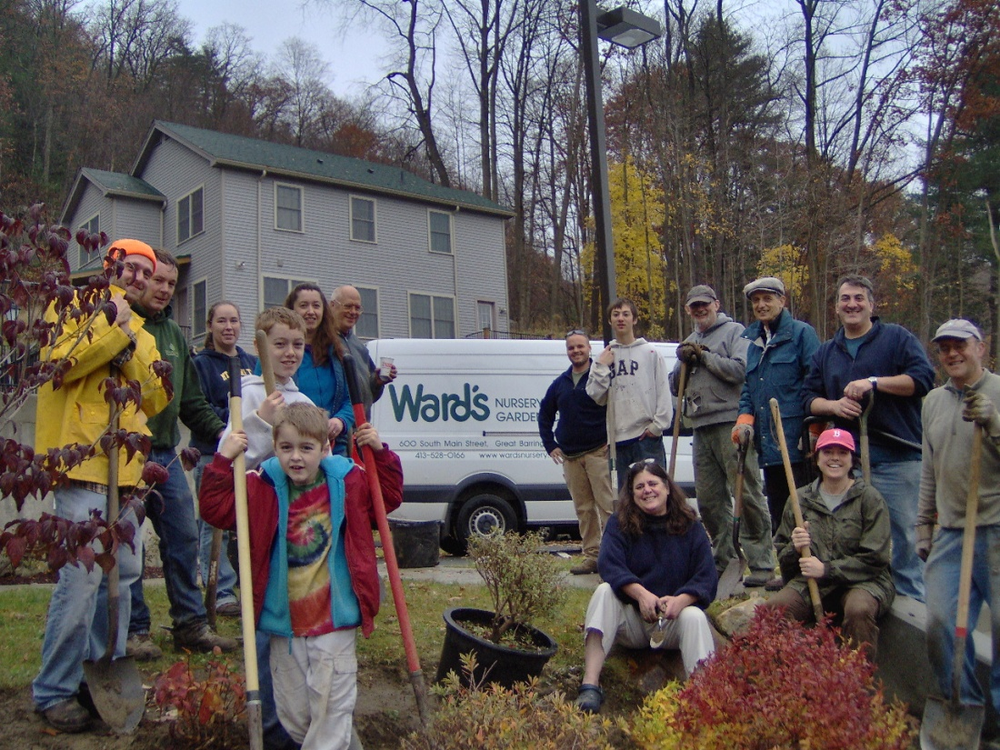 Ward's
NURSERY
GARDEN
600 South Main Street, Great Barring
413-528-0166 www.wardsnursery
GAP
B